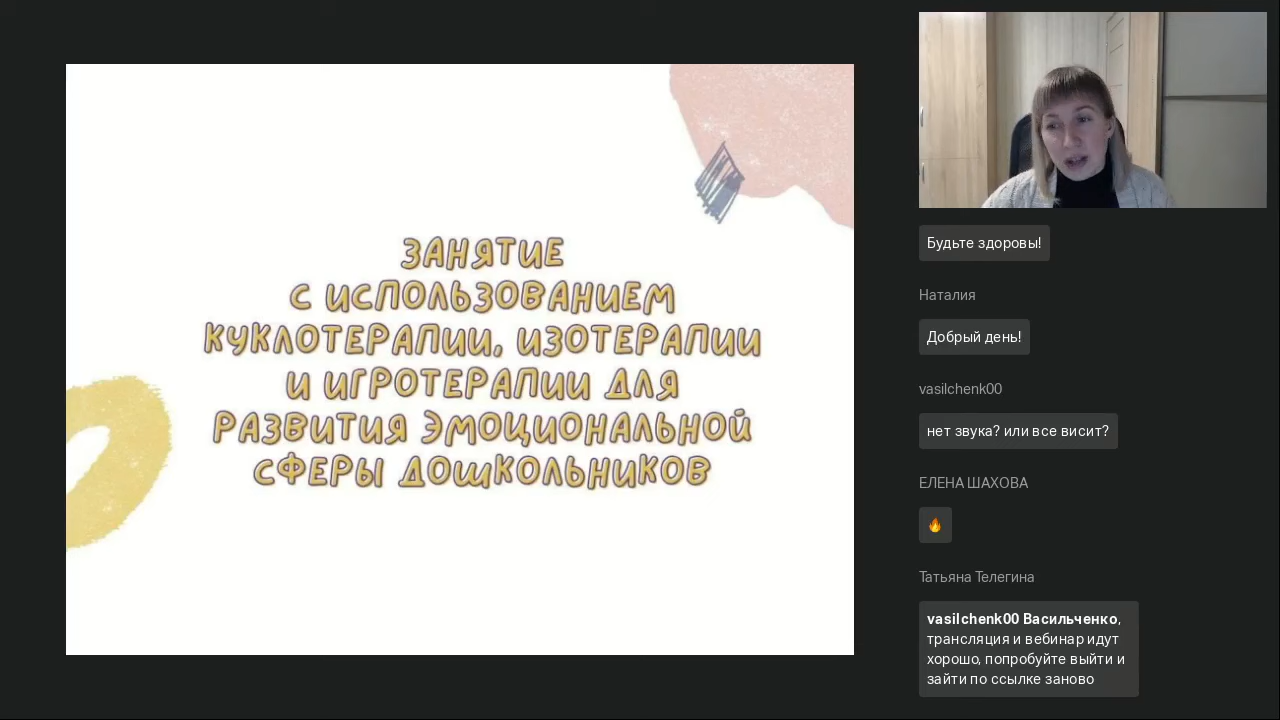 ЗАНЯТИЕ
С ИСПОЛЬЗОВАНИЕМ
КУКЛОТЕРАПИИ, ИЗОТЕРАПИИ
И ИГРОТЕРАПИИ ДЛЯ
РАЗВИТИЯ ЭМОЦИОНАЛЬНОЙ
СФЕРЫ ДОШКОЛЬНИКОВ
Будьте здоровы!
Наталия
Добрый день!
vasilchenk00
нет звука? или все висит?
ЕЛЕНА ШАХОВА
🔥
Татьяна Телегина
vasilchenk00 Васильченко,
трансляция и вебинар идут
хорошо, попробуйте выйти и
зайти по ссылке заново